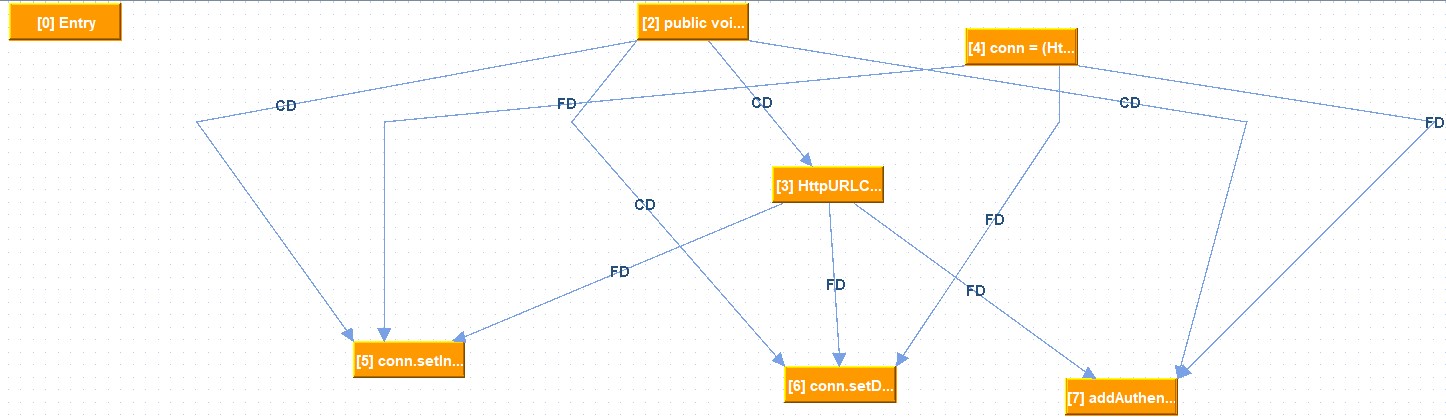 [0] Entry
[2] public voi...
[4] conn = (Ht...
CD
FD
CD
CD
FD
[3] HttpURLC...
CD
FD
FD
FD
FD
[5] conn.setIn...
[6] conn.setD...
[7] addAuthen...